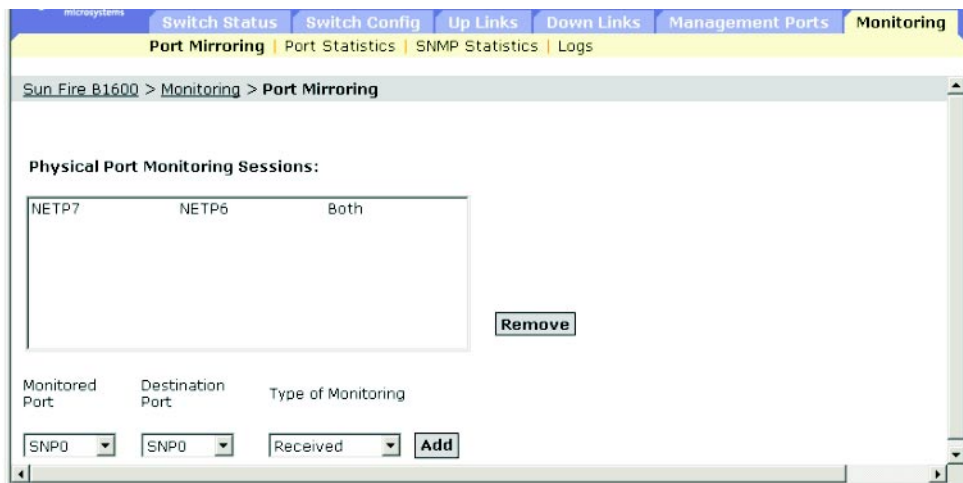 microsystems
Switch Status Switch Config Up Links Down Links Management Ports Monitoring
Port Mirroring | Port Statistics | SNMP Statistics | Logs
Sun Fire B1600 > Monitoring > Port Mirroring
Physical Port Monitoring Sessions:
NETP7 NETP6 Both
Remove
Monitored Port Destination Port Type of Monitoring
SNP0 SNP0 Received Add